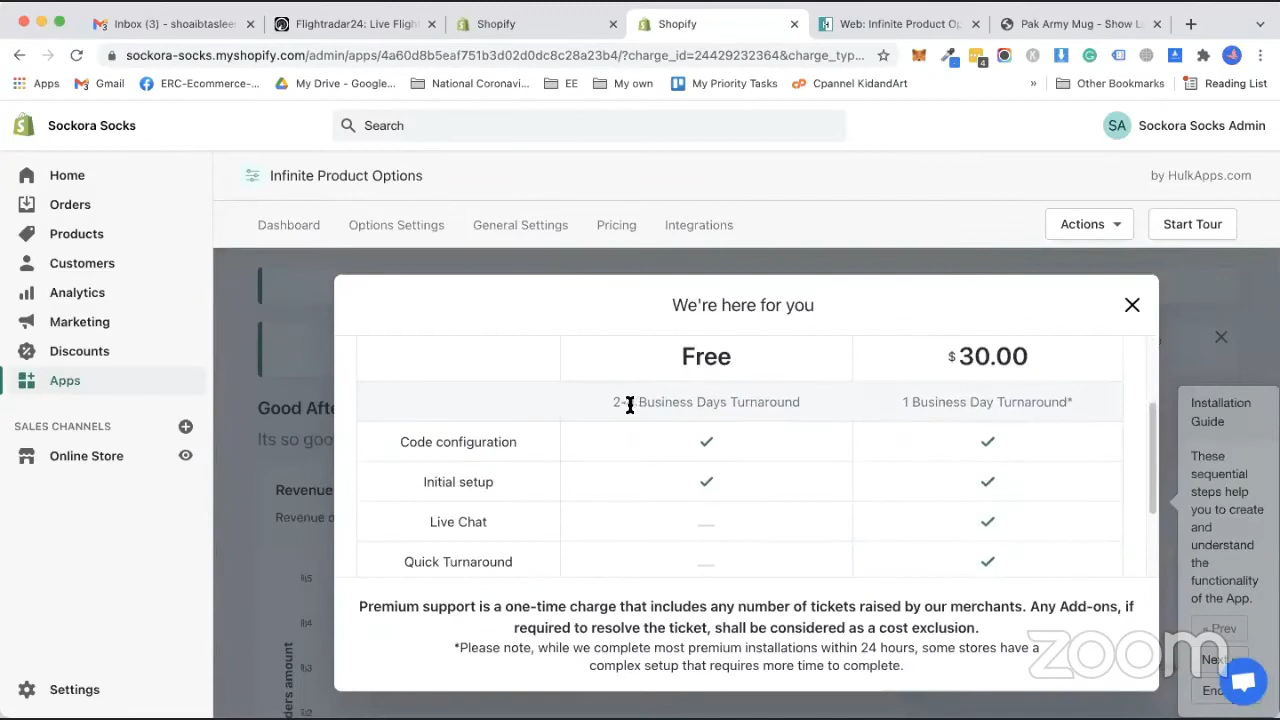 Inbox (3) - shoaibtaslee
Flightradar24: Live Fligh
Shopify
Shopify
Web: Infinite Product Op
Pak Army Mug - Show L
sockora-socks.myshopify.com/admin/apps/4a60d8b5eaf751b3d02d0dc8c28a23b4/?charge_id=24429232364&charge_typ...
Apps
Gmail
ERC-Ecommerce-...
My Drive - Google...
National Coronavi...
EE
My own
My Priority Tasks
Cpannel KidandArt
»
Other Bookmarks
Reading List
Sockora Socks
Search
SA
Sockora Socks Admin
Home
Orders
Products
Customers
Analytics
Marketing
Discounts
Apps
SALES CHANNELS
Online Store
Settings
Infinite Product Options
by HulkApps.com
Dashboard
Options Settings
General Settings
Pricing
Integrations
Actions
Start Tour
Good Afte
Its so goo
Revenue
Revenue o
We're here for you
Free
$30.00
Business Days Turnaround
1 Business Day Turnaround*
Code configuration
Initial setup
Live Chat
Quick Turnaround
Premium support is a one-time charge that includes any number of tickets raised by our merchants. Any Add-ons, if
required to resolve the ticket, shall be considered as a cost exclusion.
*Please note, while we complete most premium installations within 24 hours, some stores have a
complex setup that requires more time to complete.
Installation
Guide
These
sequential
steps help
you to create
and
understand
the
functionality
of the App.
« Prev
Next
zoom